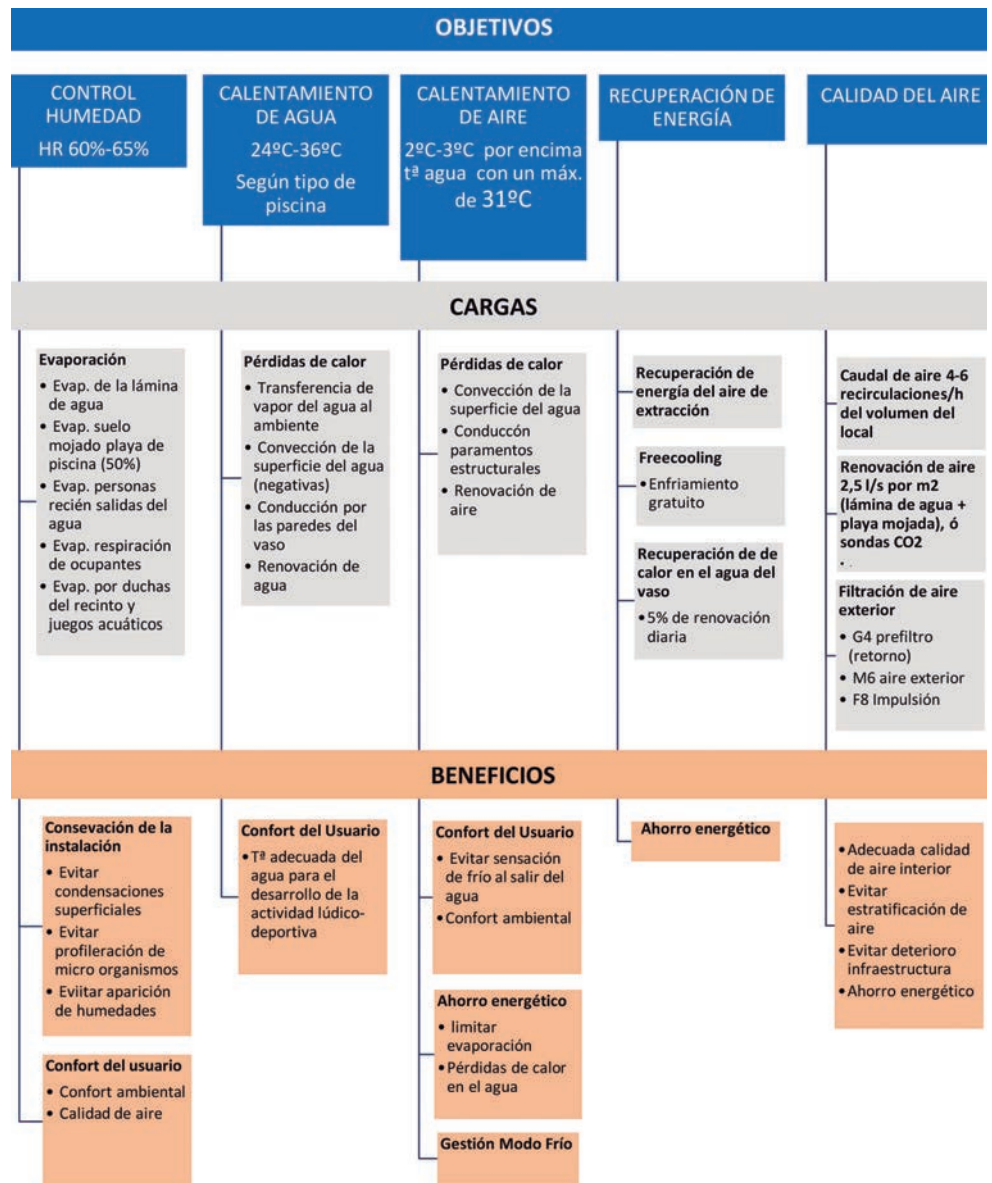 OBJETIVOS
CONTROL
HUMEDAD
HR 60%-65%
CALENTAMIENTO
DE AGUA
24ºC-36ºC
Según tipo de
piscina
CALENTAMIENTO
DE AIRE
2ºC-3ºC por encima
tª agua con un máx.
de 31ºC
RECUPERACIÓN DE
ENERGÍA
CALIDAD DEL AIRE
CARGAS
Evaporación
• Evap. de la lámina
de agua
• Evap. suelo
mojado playa de
piscina (50%)
• Evap. personas
recién salidas del
agua
• Evap. respiración
de ocupantes
• Evap. por duchas
del recinto y
juegos acuáticos
Pérdidas de calor
• Transferencia de
vapor del agua al
ambiente
• Convección de la
superficie del agua
(negativas)
• Conducción por
las paredes del
vaso
• Renovación de
agua
Pérdidas de calor
• Convección de la
superficie del agua
• Conduccón
paramentos
estructurales
• Renovación de
aire
Recuperación de
energía del aire de
extracción
Freecooling
• Enfriamiento
gratuito
Recuperación de de
calor en el agua del
vaso
• 5% de renovación
diaria
Caudal de aire 4-6
recirculaciones/h
del volumen del
local
Renovación de aire
2,5 l/s por m2
(lámina de agua +
playa mojada), ó
sondas CO2
• .
Filtración de aire
exterior
• G4 prefiltro
(retorno)
• M6 aire exterior
• F8 Impulsión
BENEFICIOS
Consevación de la
instalación
• Evitar
condensaciones
superficiales
• Evitar
profileración de
micro organismos
• Eviitar aparición
de humedades
Confort del usuario
• Confort ambiental
• Calidad de aire
Confort del Usuario
• Tª adecuada del
agua para el
desarrollo de la
actividad lúdico-
deportiva
Confort del Usuario
• Evitar sensación
de frío al salir del
agua
• Confort ambiental
Ahorro energético
• limitar
evaporación
• Pérdidas de calor
en el agua
Gestión Modo Frío
Ahorro energético
• Adecuada calidad
de aire interior
• Evitar
estratificación de
aire
• Evitar deterioro
infraestructura
• Ahorro energético